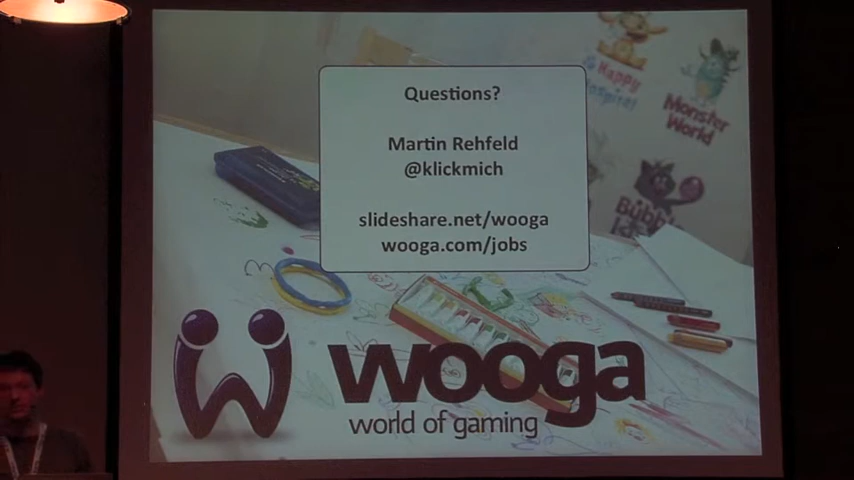 Questions?
Martin Rehfeld
@klickmich
slideshare.net/wooga
wooga.com/jobs
Happy
Monster
World
wooga
world of gaming